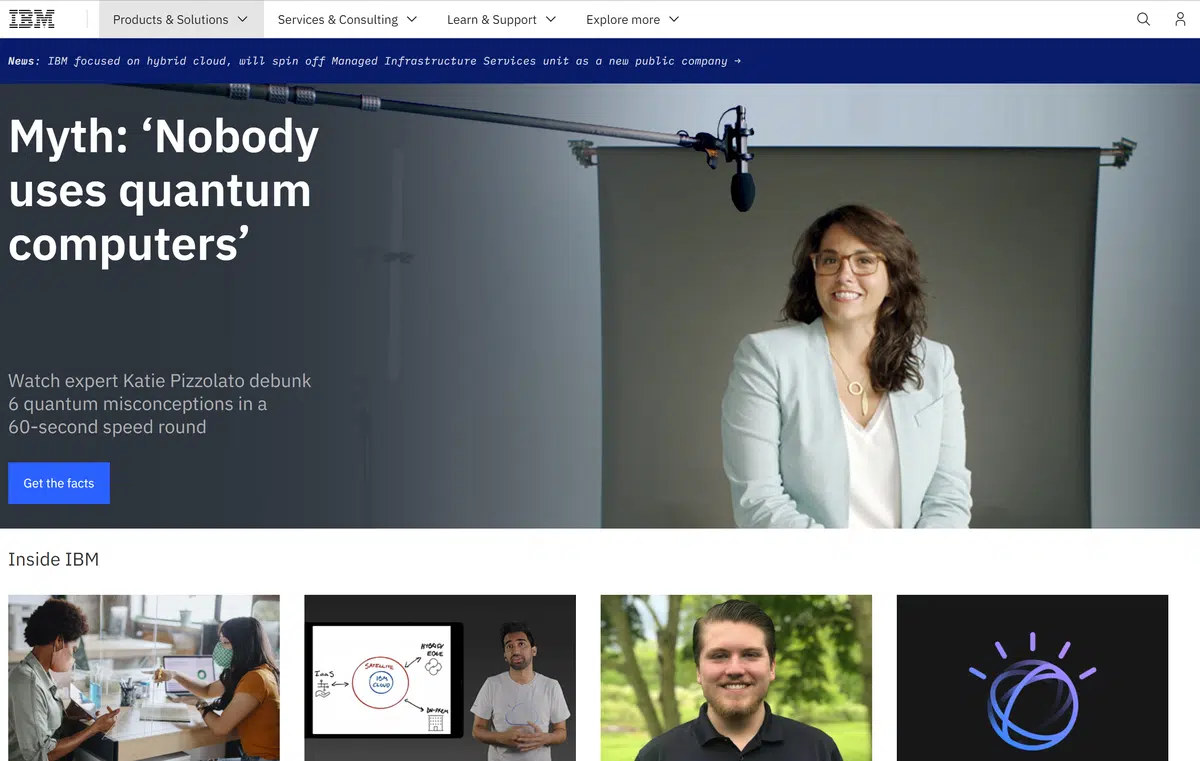 IBM
Products & Solutions
Services & Consulting
Learn & Support
Explore more
News: IBM focused on hybrid cloud, will spin off Managed Infrastructure Services unit as a new public company →
Myth: ‘Nobody
uses quantum
computers’
Watch expert Katie Pizzolato debunk
6 quantum misconceptions in a
60-second speed round
Get the facts
Inside IBM
HYBRID
EDGE
SATELLITE
IaaS
IBM
CLOUD
ON-PREM